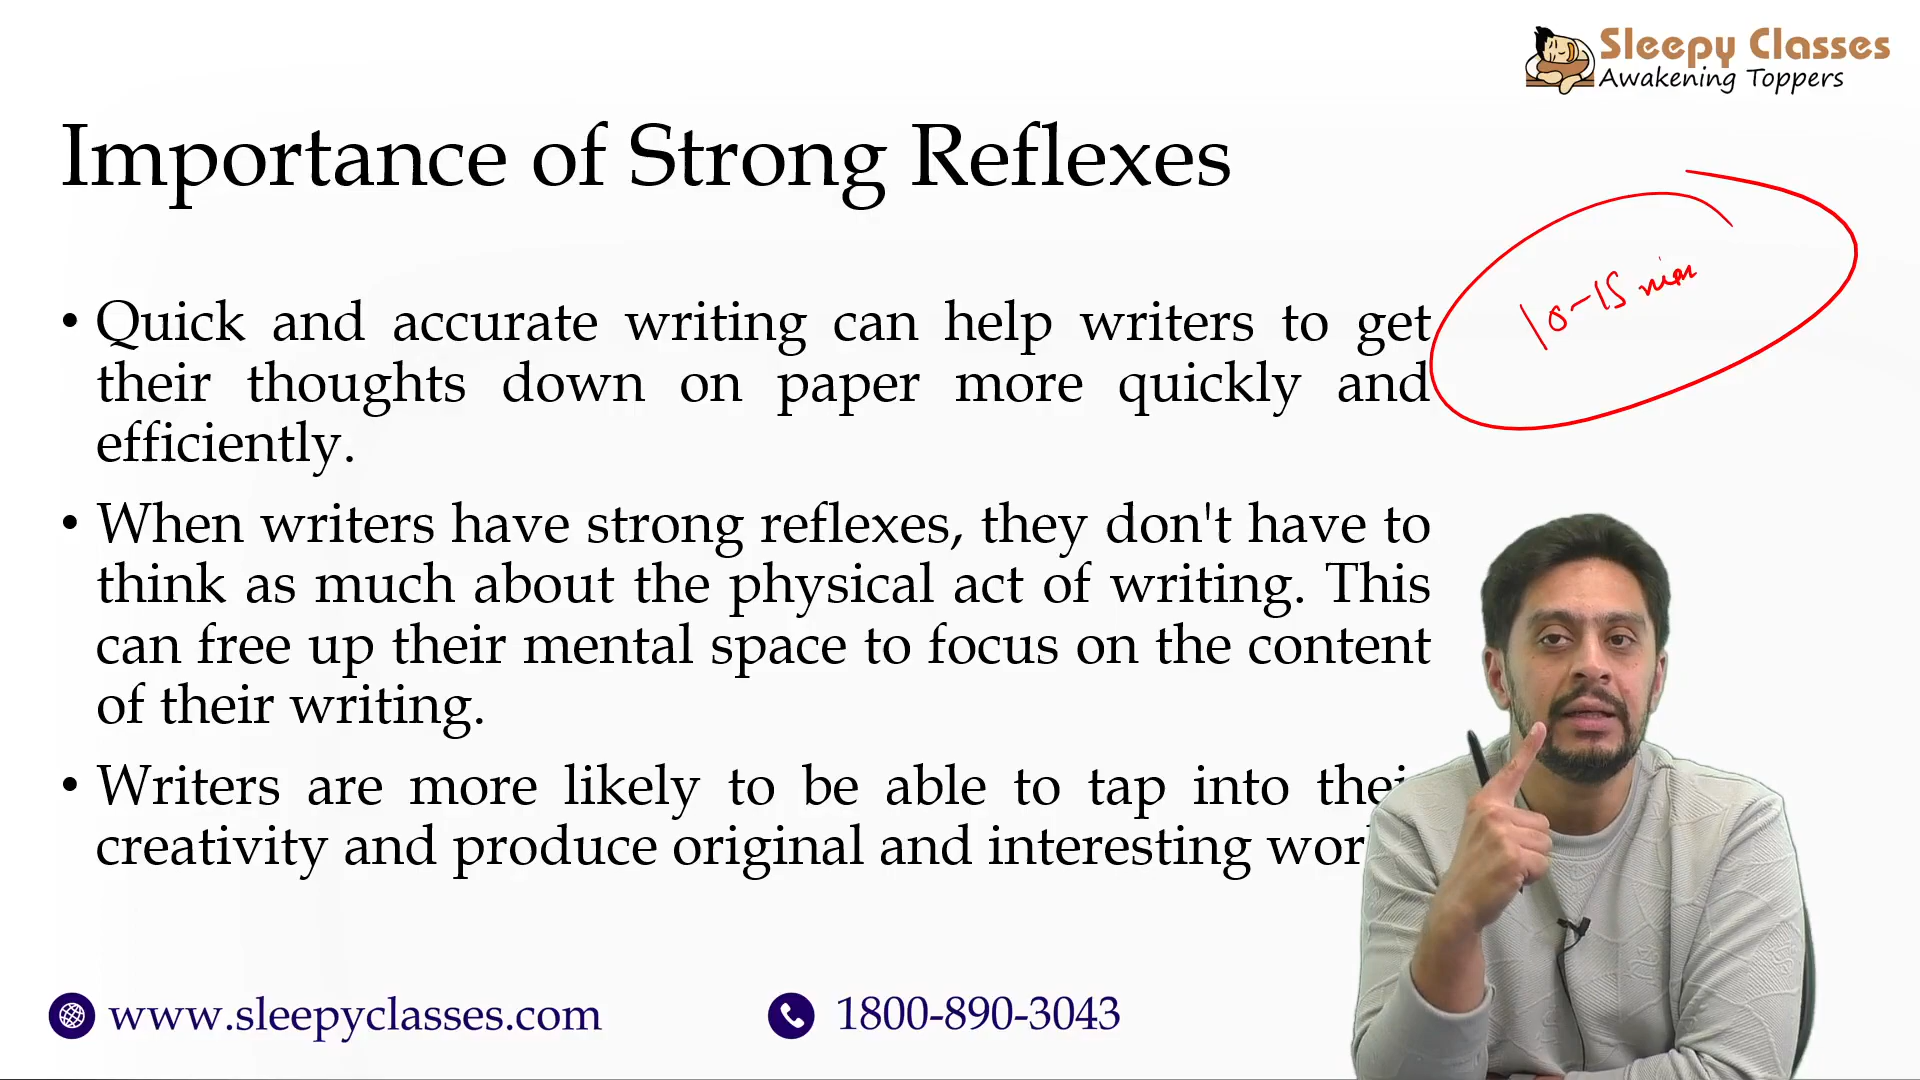 Sleepy Classes
Awakening Toppers
Importance of Strong Reflexes
10-15 min
• Quick and accurate writing can help writers to get
their thoughts down on paper more quickly and
efficiently.
• When writers have strong reflexes, they don't have to
think as much about the physical act of writing. This
can free up their mental space to focus on the content
of their writing.
• Writers are more likely to be able to tap into thei
creativity and produce original and interesting wor
www.sleepyclasses.com
1800-890-3043